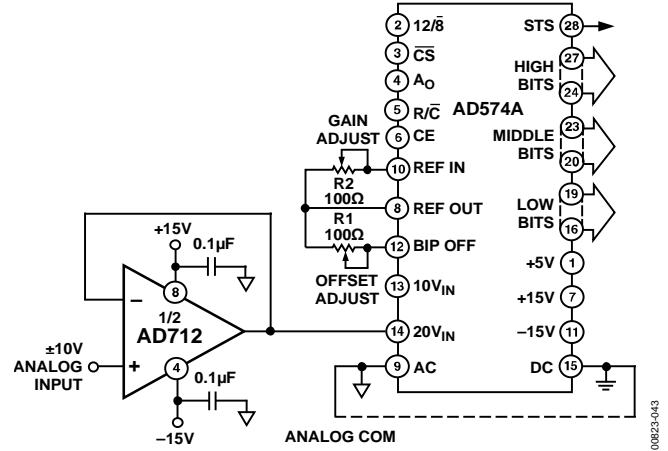 2 12/8̅ STS 28
3 C̅S̅ 27
HIGH
BITS
4 AO 24
AD574A
5 R/C̅ 23
GAIN
ADJUST
6 CE
MIDDLE
BITS
10 REF IN 20
R2
100Ω
8 REF OUT 19
LOW
BITS
R1
100Ω
12 BIP OFF 16
OFFSET
ADJUST
13 10VIN +5V 1
+15V 7
14 20VIN –15V 11
9 AC DC 15
+15V
0.1µF
8
–
1/2
AD712
±10V
ANALOG
INPUT
+
4
0.1µF
–15V
ANALOG COM
00823-043